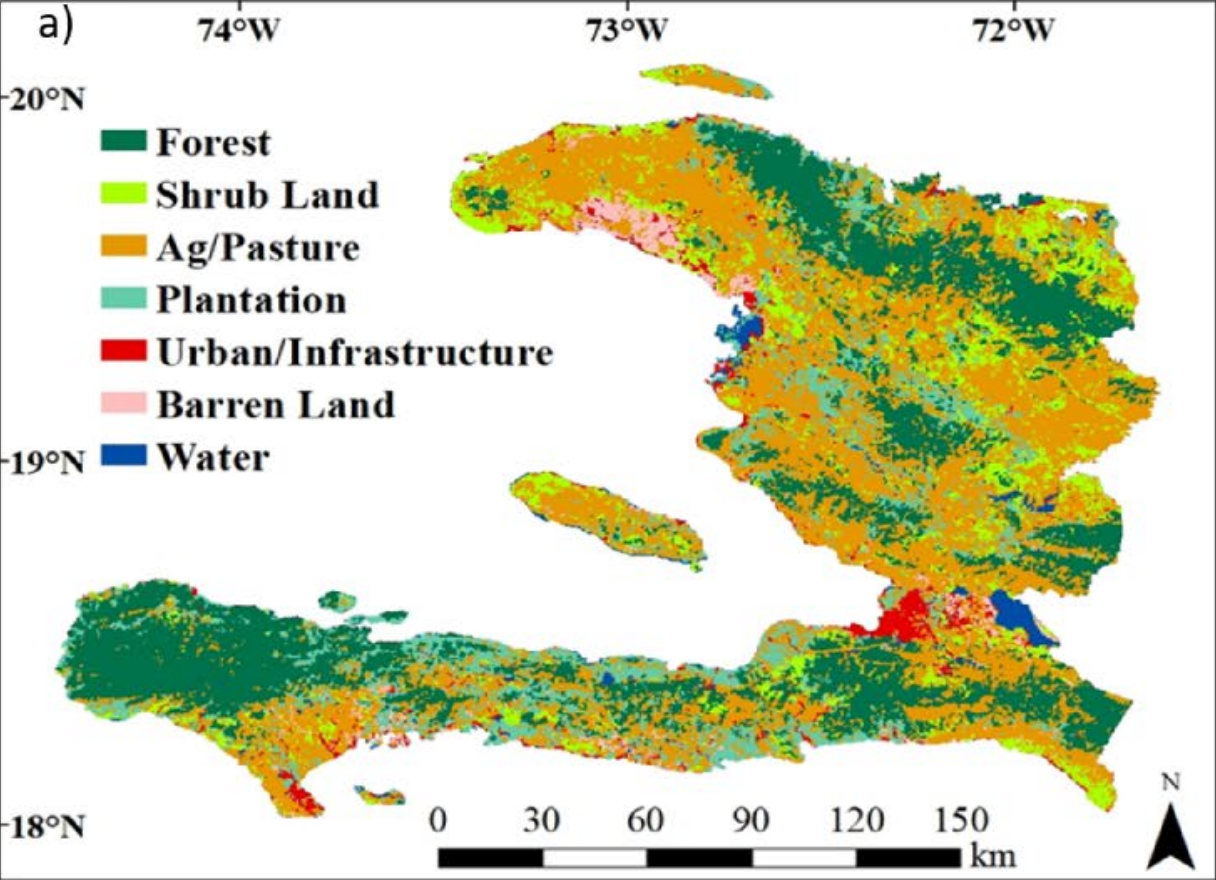 a)
74°W 73°W 72°W
20°N
Forest
Shrub Land
Ag/Pasture
Plantation
Urban/Infrastructure
Barren Land
19°N Water
N
0 30 60 90 120 150
18°N
km